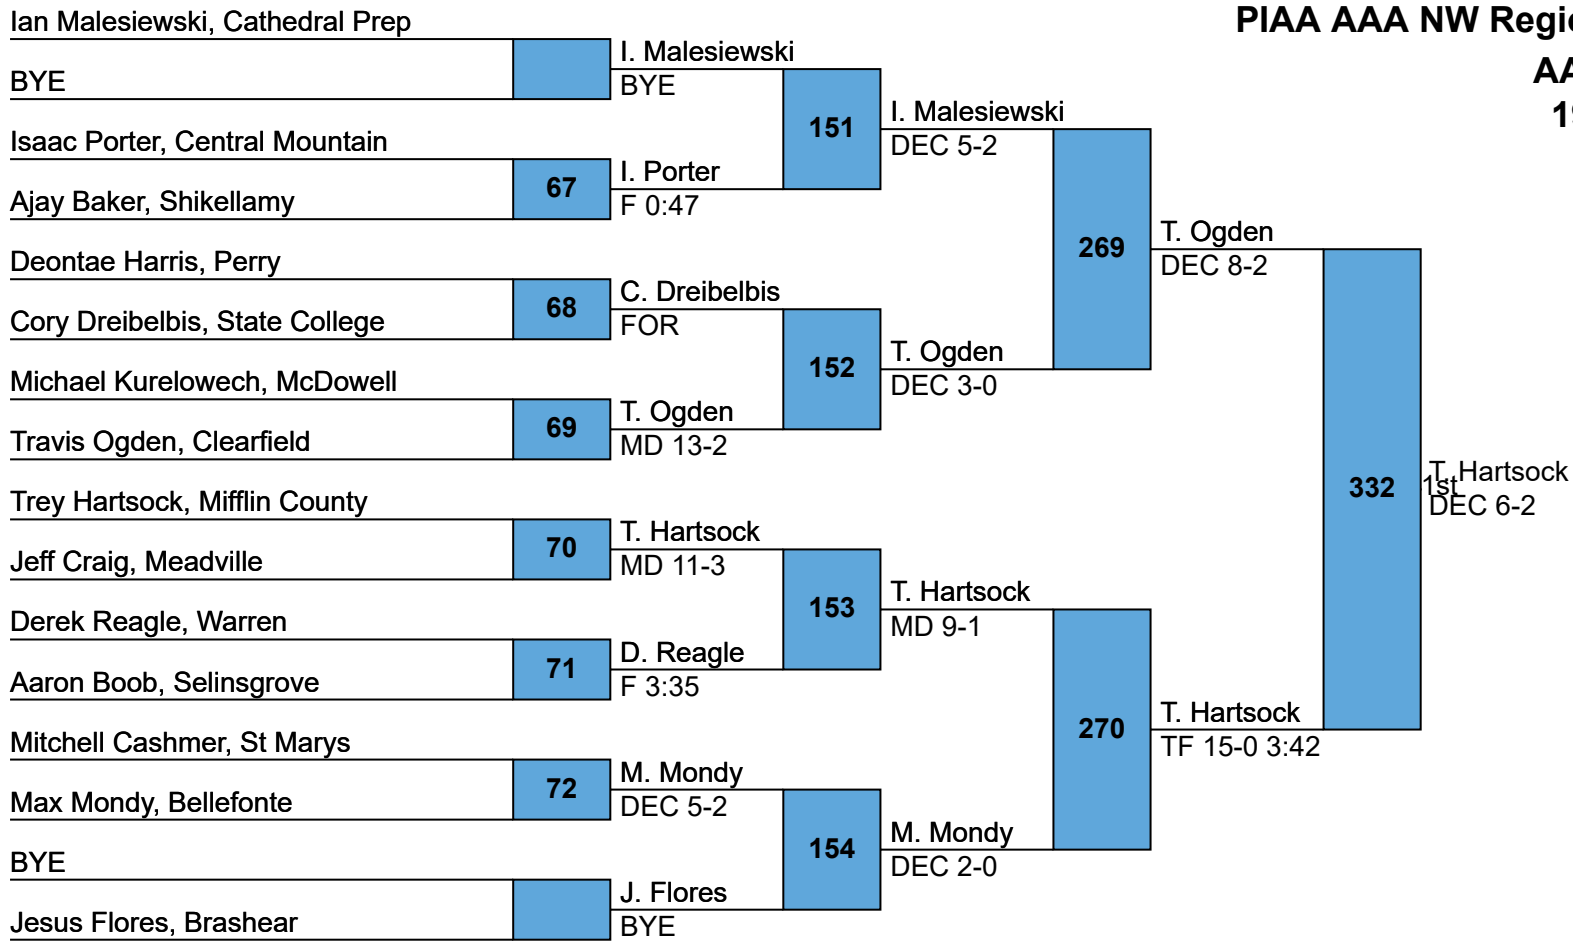 PIAA AAA NW Regi
AA
19
Ian Malesiewski, Cathedral Prep
BYE
Isaac Porter, Central Mountain
Ajay Baker, Shikellamy
Deontae Harris, Perry
Cory Dreibelbis, State College
Michael Kurelowech, McDowell
Travis Ogden, Clearfield
Trey Hartsock, Mifflin County
Jeff Craig, Meadville
Derek Reagle, Warren
Aaron Boob, Selinsgrove
Mitchell Cashmer, St Marys
Max Mondy, Bellefonte
BYE
Jesus Flores, Brashear
67
68
69
70
71
72
I. Malesiewski
BYE
I. Porter
F 0:47
C. Dreibelbis
FOR
T. Ogden
MD 13-2
T. Hartsock
MD 11-3
D. Reagle
F 3:35
M. Mondy
DEC 5-2
J. Flores
BYE
151
152
153
154
I. Malesiewski
DEC 5-2
T. Ogden
DEC 3-0
T. Hartsock
MD 9-1
M. Mondy
DEC 2-0
269
270
T. Ogden
DEC 8-2
T. Hartsock
TF 15-0 3:42
332
T. Hartsock
1st
DEC 6-2